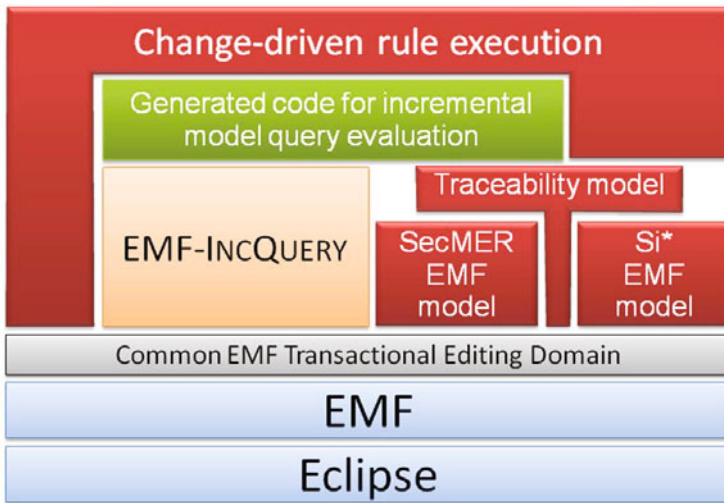 Change-driven rule execution
Generated code for incremental
model query evaluation
Traceability model
EMF-INCQUERY
SecMER
EMF
model
Si*
EMF
model
Common EMF Transactional Editing Domain
EMF
Eclipse